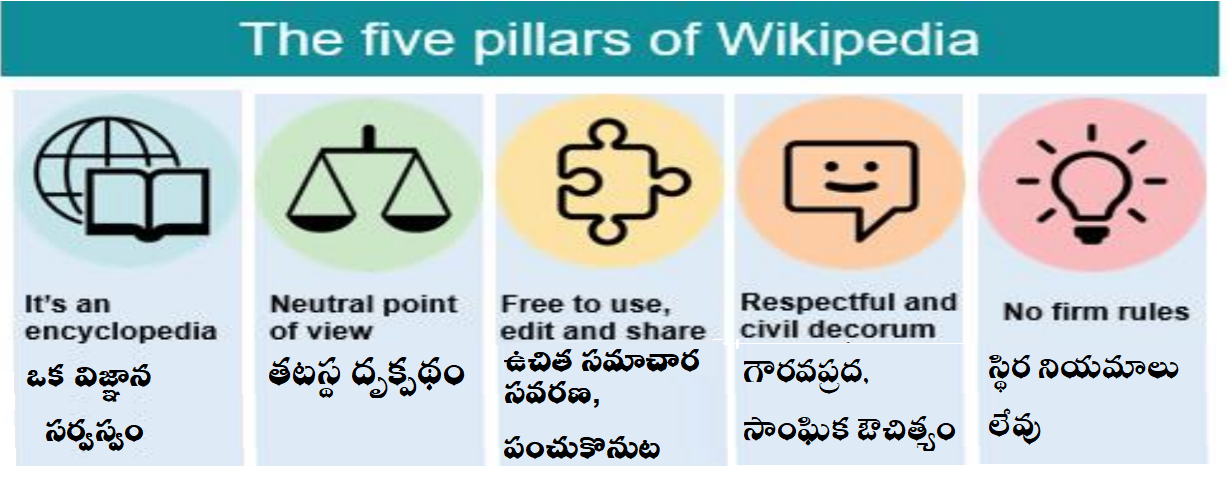 The five pillars of Wikipedia
It's an
encyclopedia
ఒక విజ్ఞాన
సర్వస్వం
Neutral point
of view
తటస్థ దృక్పథం
Free to use,
edit and share
ఉచిత సమాచార
సవరణ,
పంచుకొనుట
Respectful and
civil decorum
గౌరవప్రద,
సాంఘిక ఔచిత్యం
No firm rules
స్థిర నియమాలు
లేవు